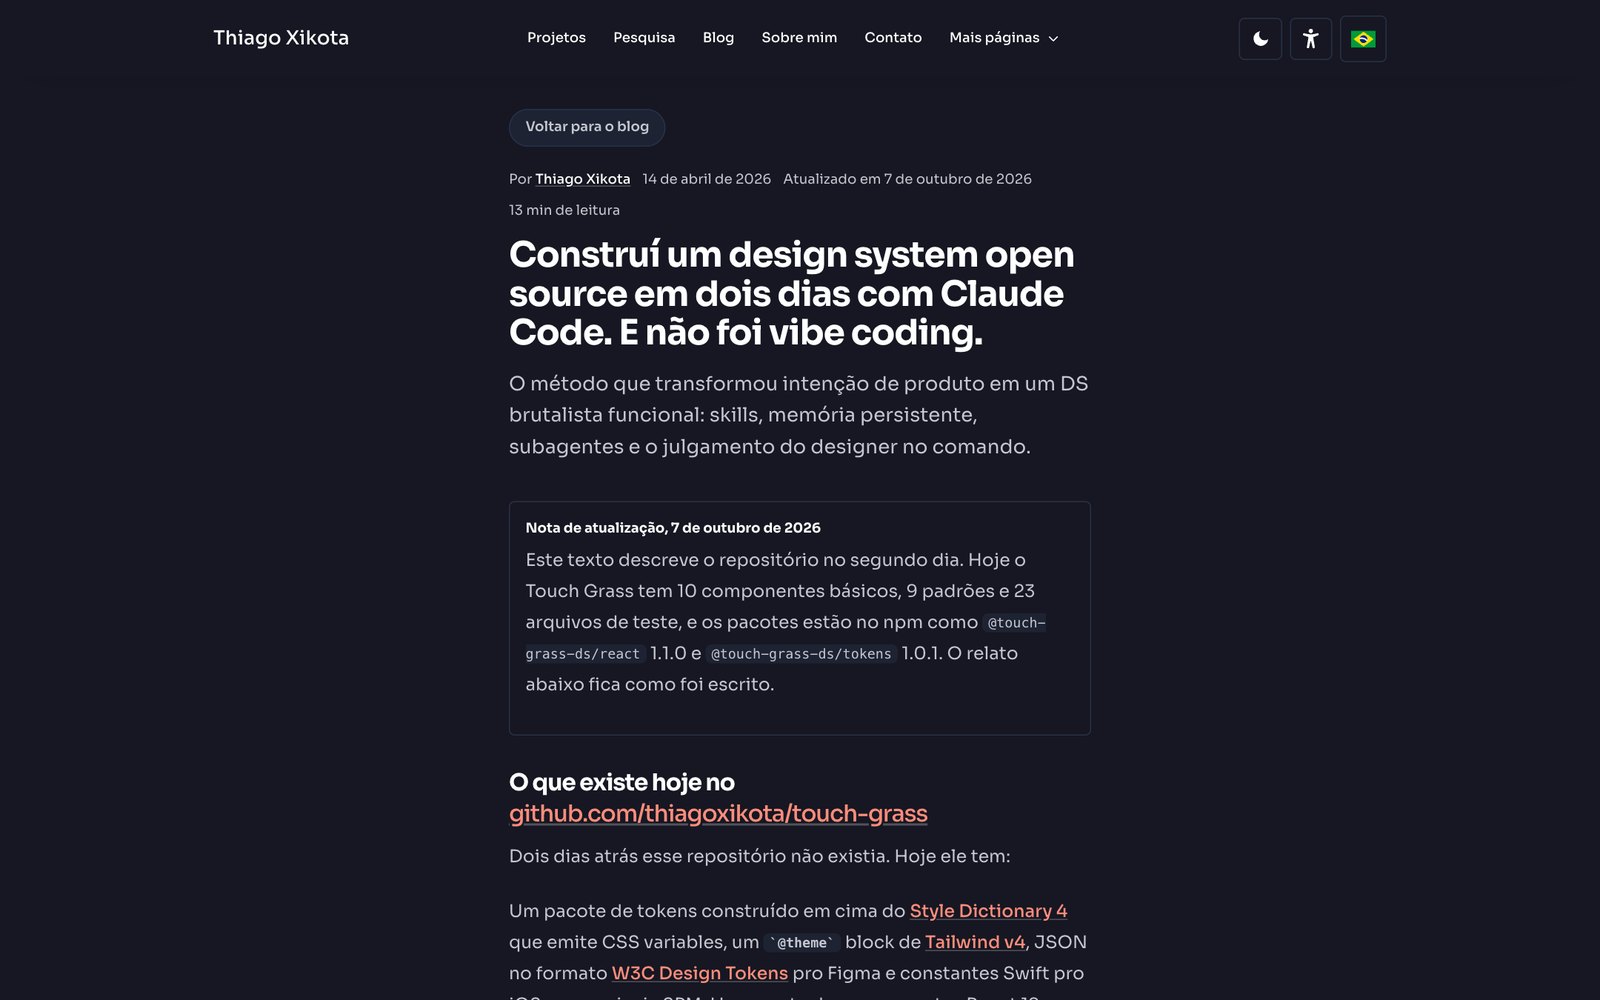 Thiago Xikota
Projetos Pesquisa Blog Sobre mim Contato Mais páginas
Voltar para o blog
Por Thiago Xikota 14 de abril de 2026 Atualizado em 7 de outubro de 2026
13 min de leitura
Construí um design system open
source em dois dias com Claude
Code. E não foi vibe coding.
O método que transformou intenção de produto em um DS
brutalista funcional: skills, memória persistente,
subagentes e o julgamento do designer no comando.
Nota de atualização, 7 de outubro de 2026
Este texto descreve o repositório no segundo dia. Hoje o
Touch Grass tem 10 componentes básicos, 9 padrões e 23
arquivos de teste, e os pacotes estão no npm como @touch-
grass-ds/react 1.1.0 e @touch-grass-ds/tokens 1.0.1. O relato
abaixo fica como foi escrito.
O que existe hoje no
github.com/thiagoxikota/touch-grass
Dois dias atrás esse repositório não existia. Hoje ele tem:
Um pacote de tokens construído em cima do Style Dictionary 4
que emite CSS variables, um `@theme` block de Tailwind v4, JSON
no formato W3C Design Tokens pro Figma e constantes Swift pro